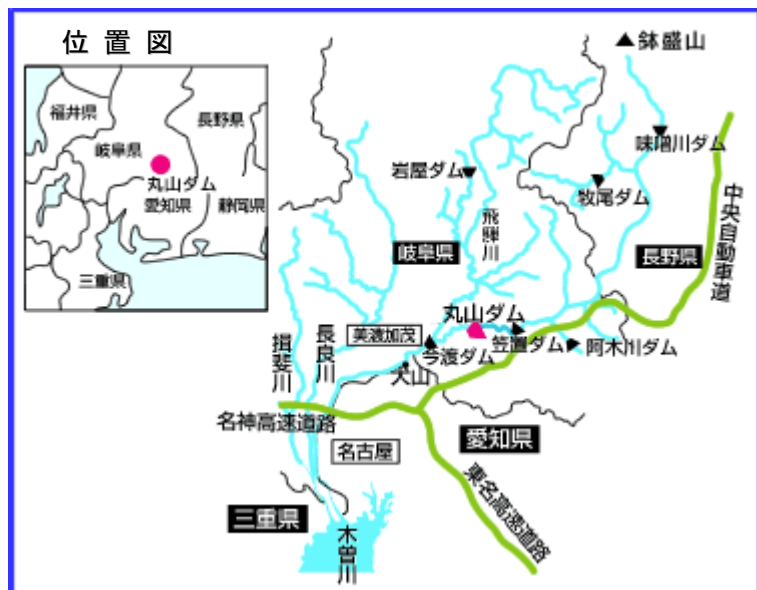 位置図
福井県
長野県
岐阜県
丸山ダム
愛知県
静岡県
三重県
鉢盛山
味噌川ダム
岩屋ダム
牧尾ダム
飛騨川
中央自動車道
岐阜県
長野県
丸山ダム
美濃加茂
笠置ダム
阿木川ダム
今渡ダム
犬山
長良川
揖斐川
名神高速道路
愛知県
名古屋
東名高速道路
三重県
木曽川